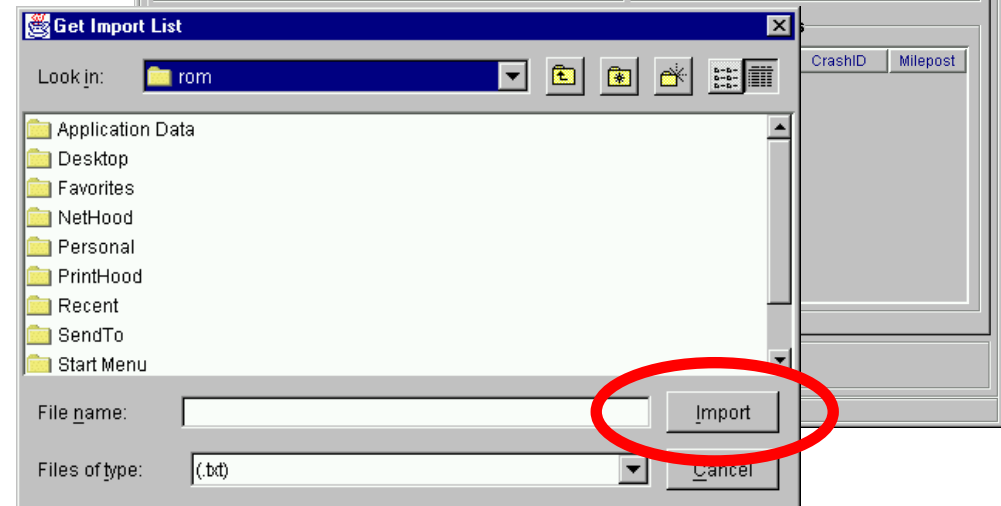 Get Import List
CrashID Milepost
Look in: rom
Application Data
Desktop
Favorites
NetHood
Personal
PrintHood
Recent
SendTo
Start Menu
File name: Import
Files of type: (.txt) Cancel